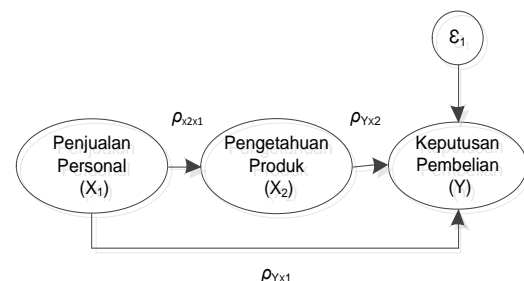 ε₁
ρx2x1
ρYx2
Penjualan
Personal
(X₁)
Pengetahuan
Produk
(X₂)
Keputusan
Pembelian
(Y)
ρYx1